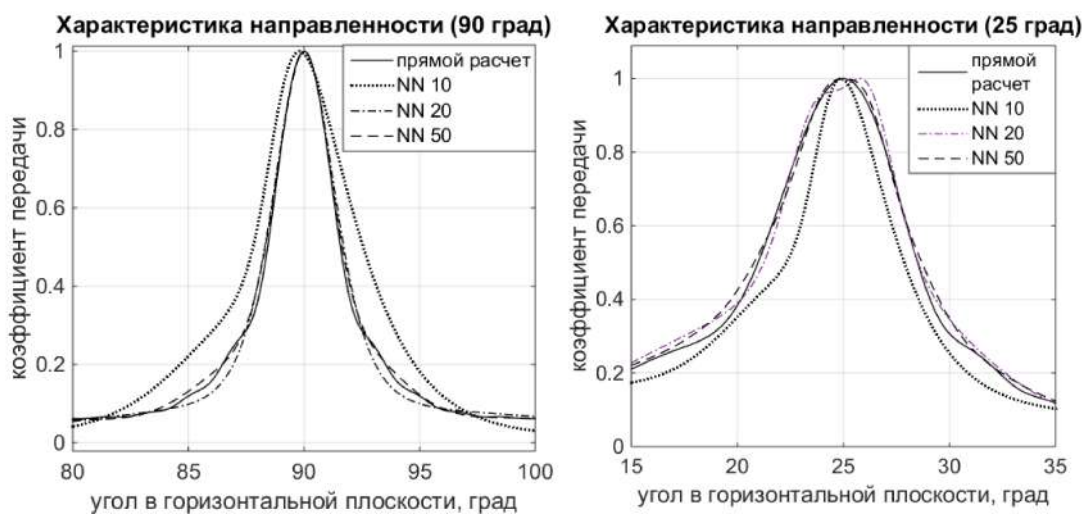 Характеристика направленности (90 град)
прямой расчет
NN 10
NN 20
NN 50
коэффициент передачи
1
0.8
0.6
0.4
0.2
0
80
85
90
95
100
угол в горизонтальной плоскости, град
Характеристика направленности (25 град)
прямой
расчет
NN 10
NN 20
NN 50
коэффициент передачи
1
0.8
0.6
0.4
0.2
0
15
20
25
30
35
угол в горизонтальной плоскости, град